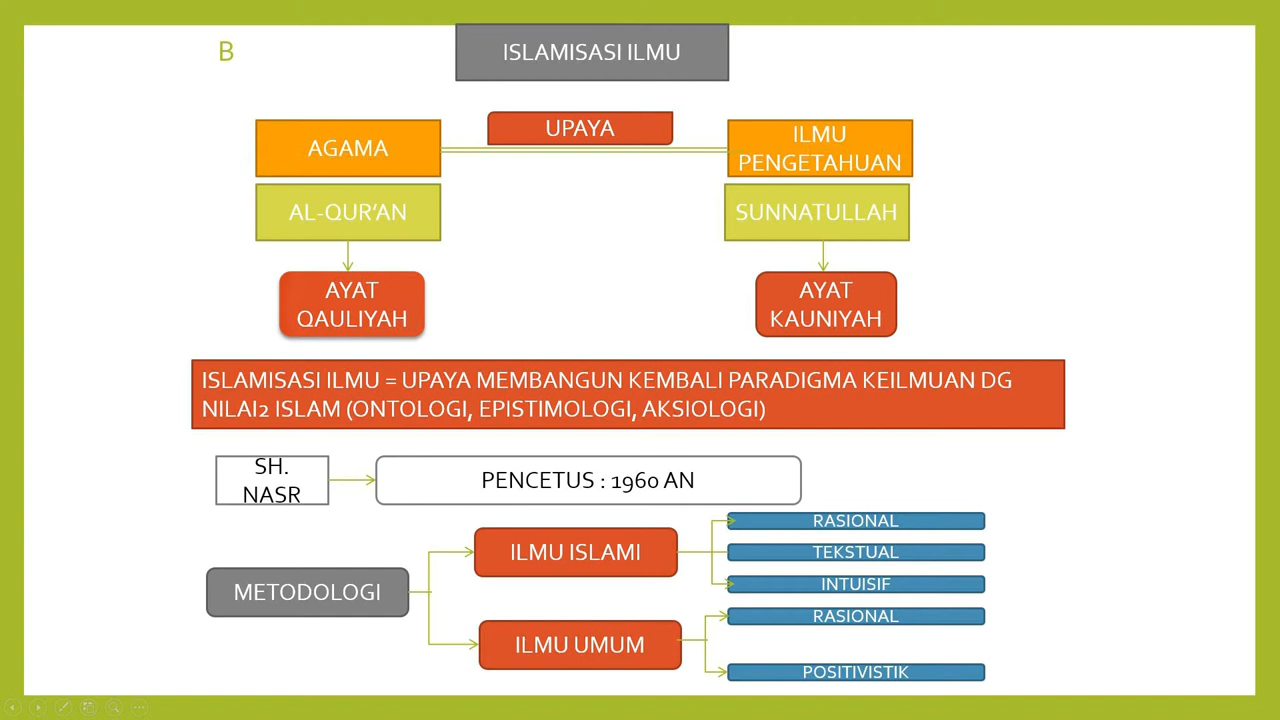 B
ISLAMISASI ILMU
UPAYA
AGAMA
ILMU
PENGETAHUAN
AL-QUR’AN
SUNNATULLAH
AYAT
QAULIYAH
AYAT
KAUNIYAH
ISLAMISASI ILMU = UPAYA MEMBANGUN KEMBALI PARADIGMA KEILMUAN DG
NILAI2 ISLAM (ONTOLOGI, EPISTIMOLOGI, AKSIOLOGI)
SH.
NASR
PENCETUS : 1960 AN
METODOLOGI
ILMU ISLAMI
RASIONAL
TEKSTUAL
INTUISIF
ILMU UMUM
RASIONAL
POSITIVISTIK